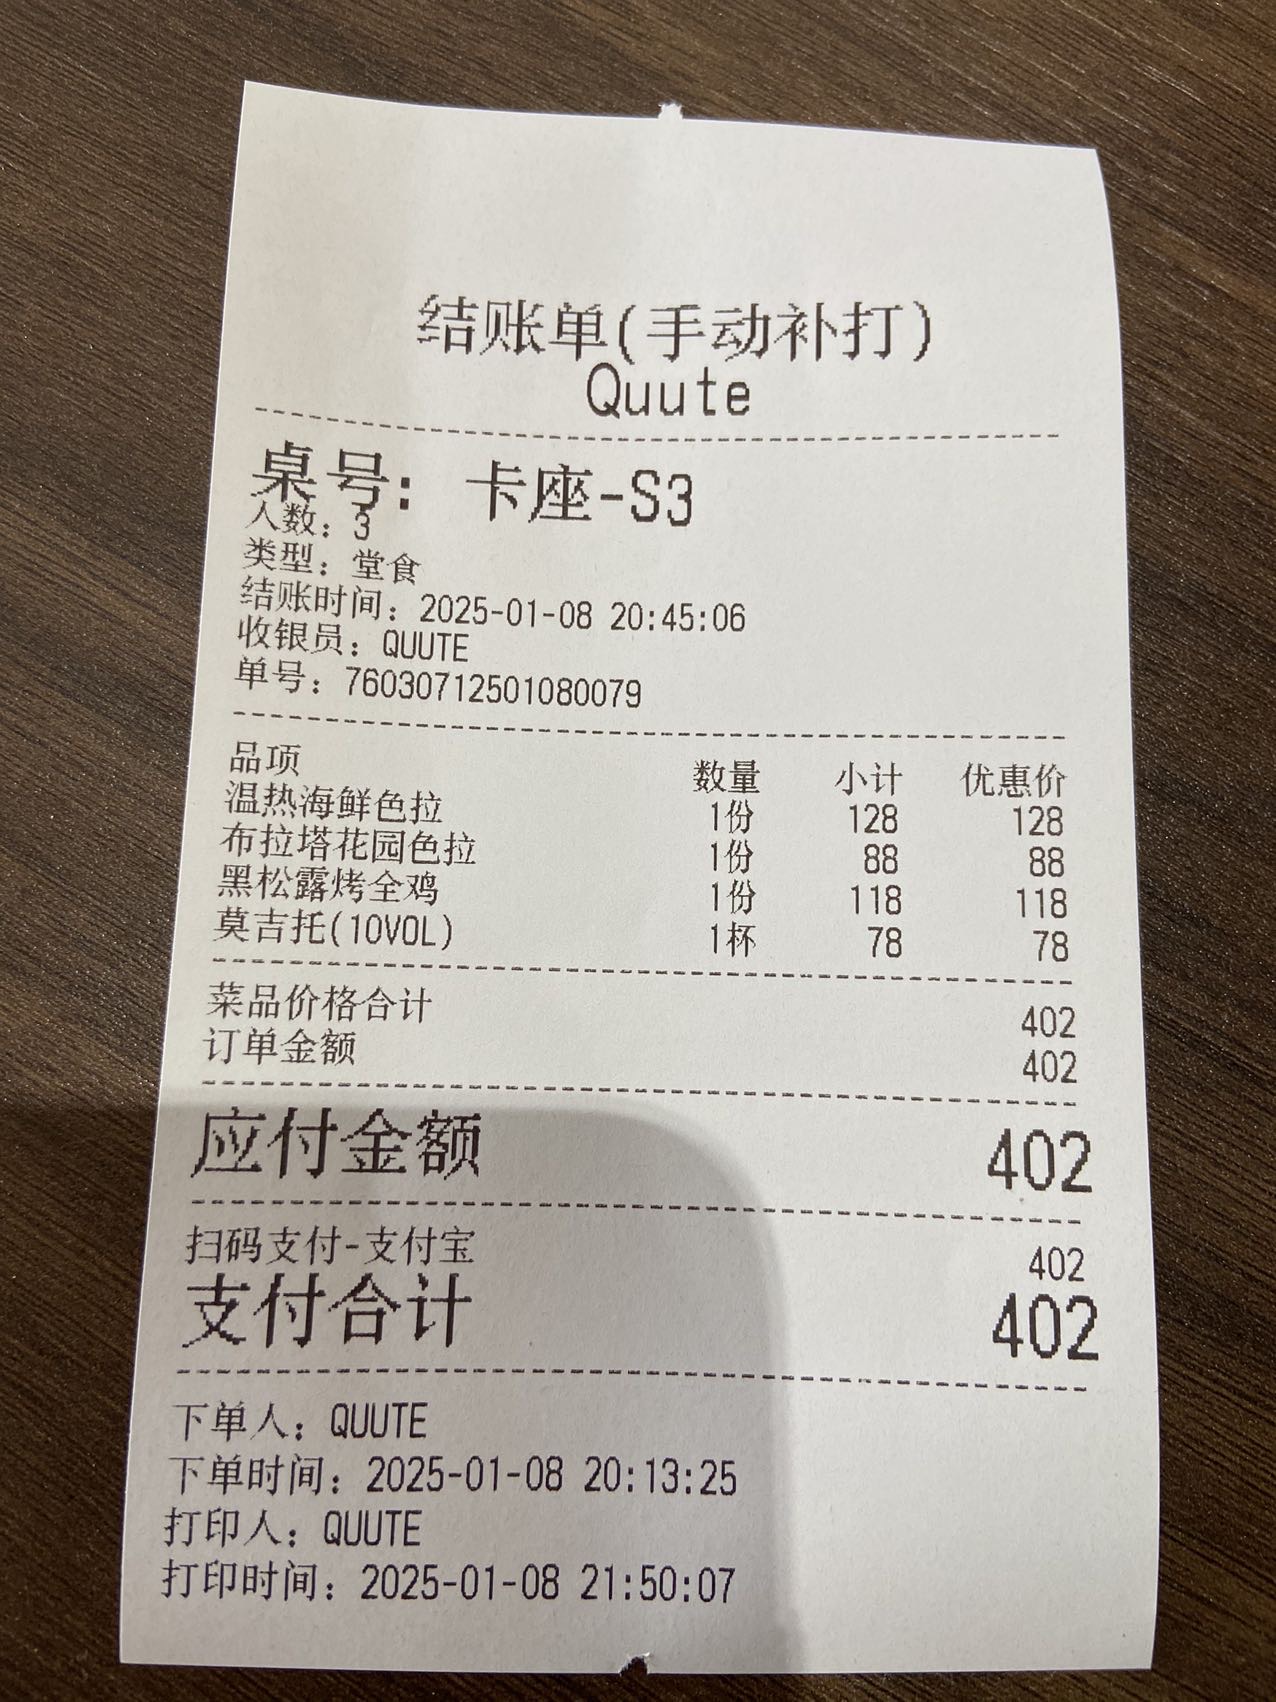 结账单(手动补打)
Quute
桌号: 卡座-S3
人数: 3
类型: 堂食
结账时间: 2025-01-08 20:45:06
收银员: QUUTE
单号: 76030712501080079
品项 数量 小计 优惠价
温热海鲜色拉 1份 128 128
布拉塔花园色拉 1份 88 88
黑松露烤全鸡 1份 118 118
莫吉托(10VOL) 1杯 78 78
菜品价格合计 402
订单金额 402
应付金额 402
扫码支付-支付宝 402
支付合计 402
下单人: QUUTE
下单时间: 2025-01-08 20:13:25
打印人: QUUTE
打印时间: 2025-01-08 21:50:07